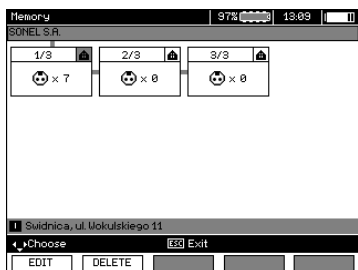 Memory 97% 13:09
SONEL S.A.
1/3 2/3 3/3
x 7 x 0 x 0
Swidnica, ul. Wokulskiego 11
Choose ESC Exit
EDIT DELETE